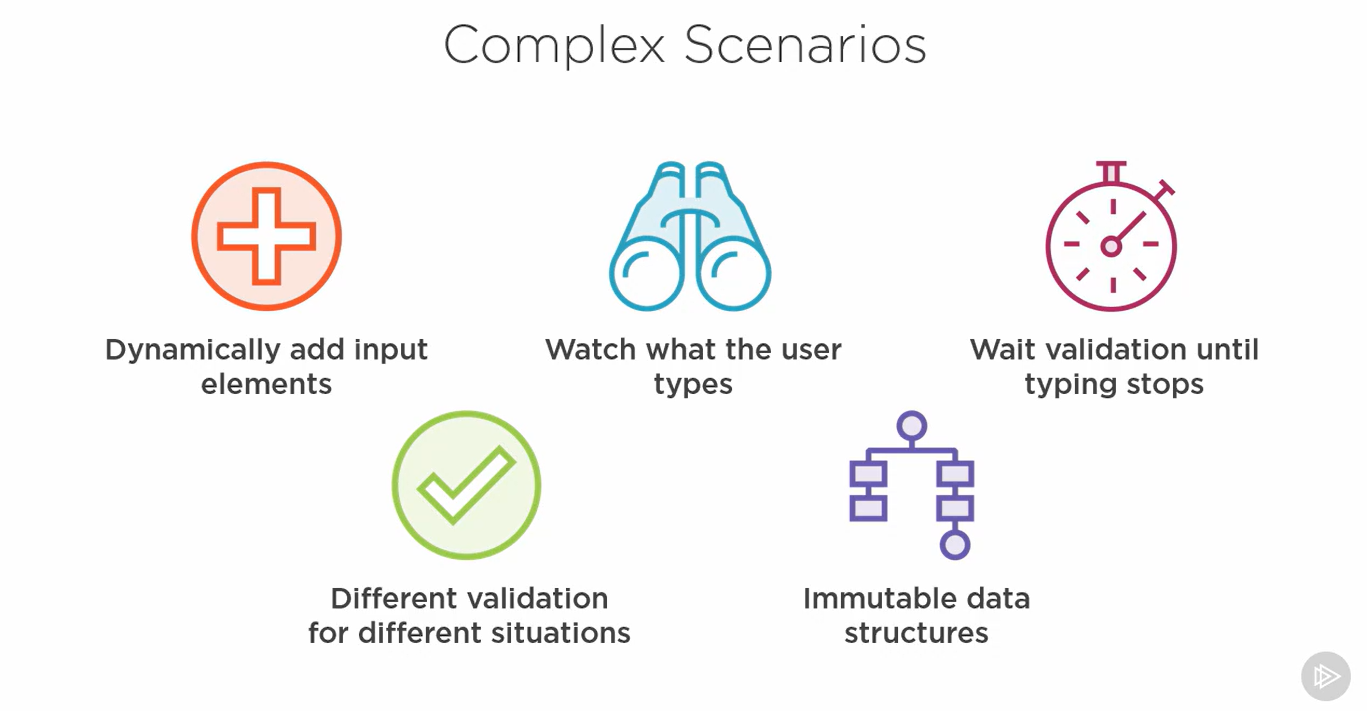 Complex Scenarios
Dynamically add input
elements
Watch what the user
types
Wait validation until
typing stops
Different validation
for different situations
Immutable data
structures